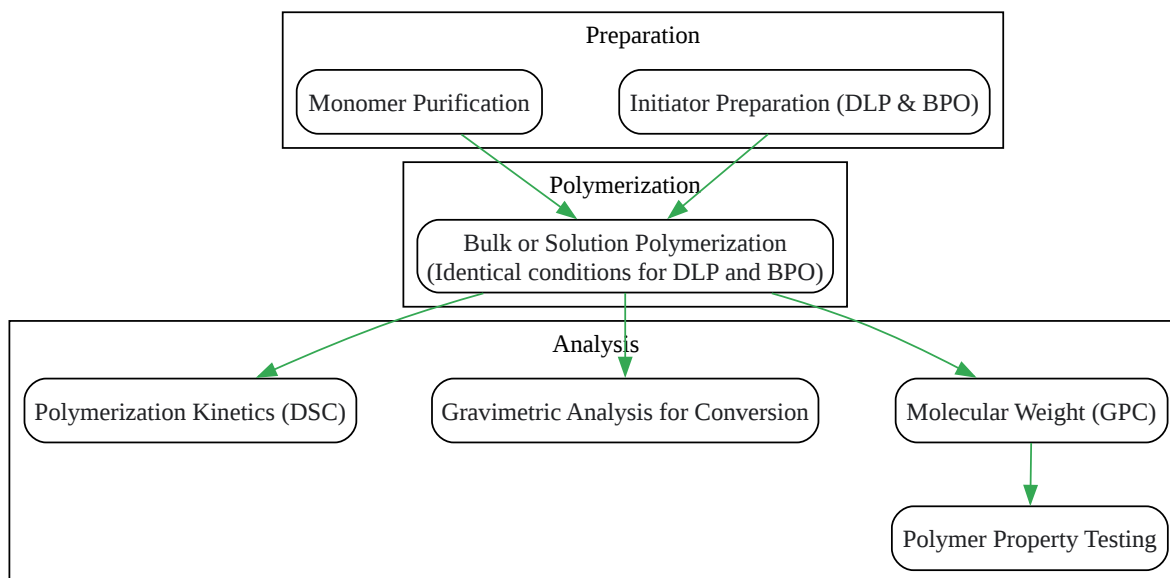 Preparation
Monomer Purification
Initiator Preparation (DLP & BPO)
Polymerization
Bulk or Solution Polymerization
(Identical conditions for DLP and BPO)
Analysis
Polymerization Kinetics (DSC)
Gravimetric Analysis for Conversion
Molecular Weight (GPC)
Polymer Property Testing